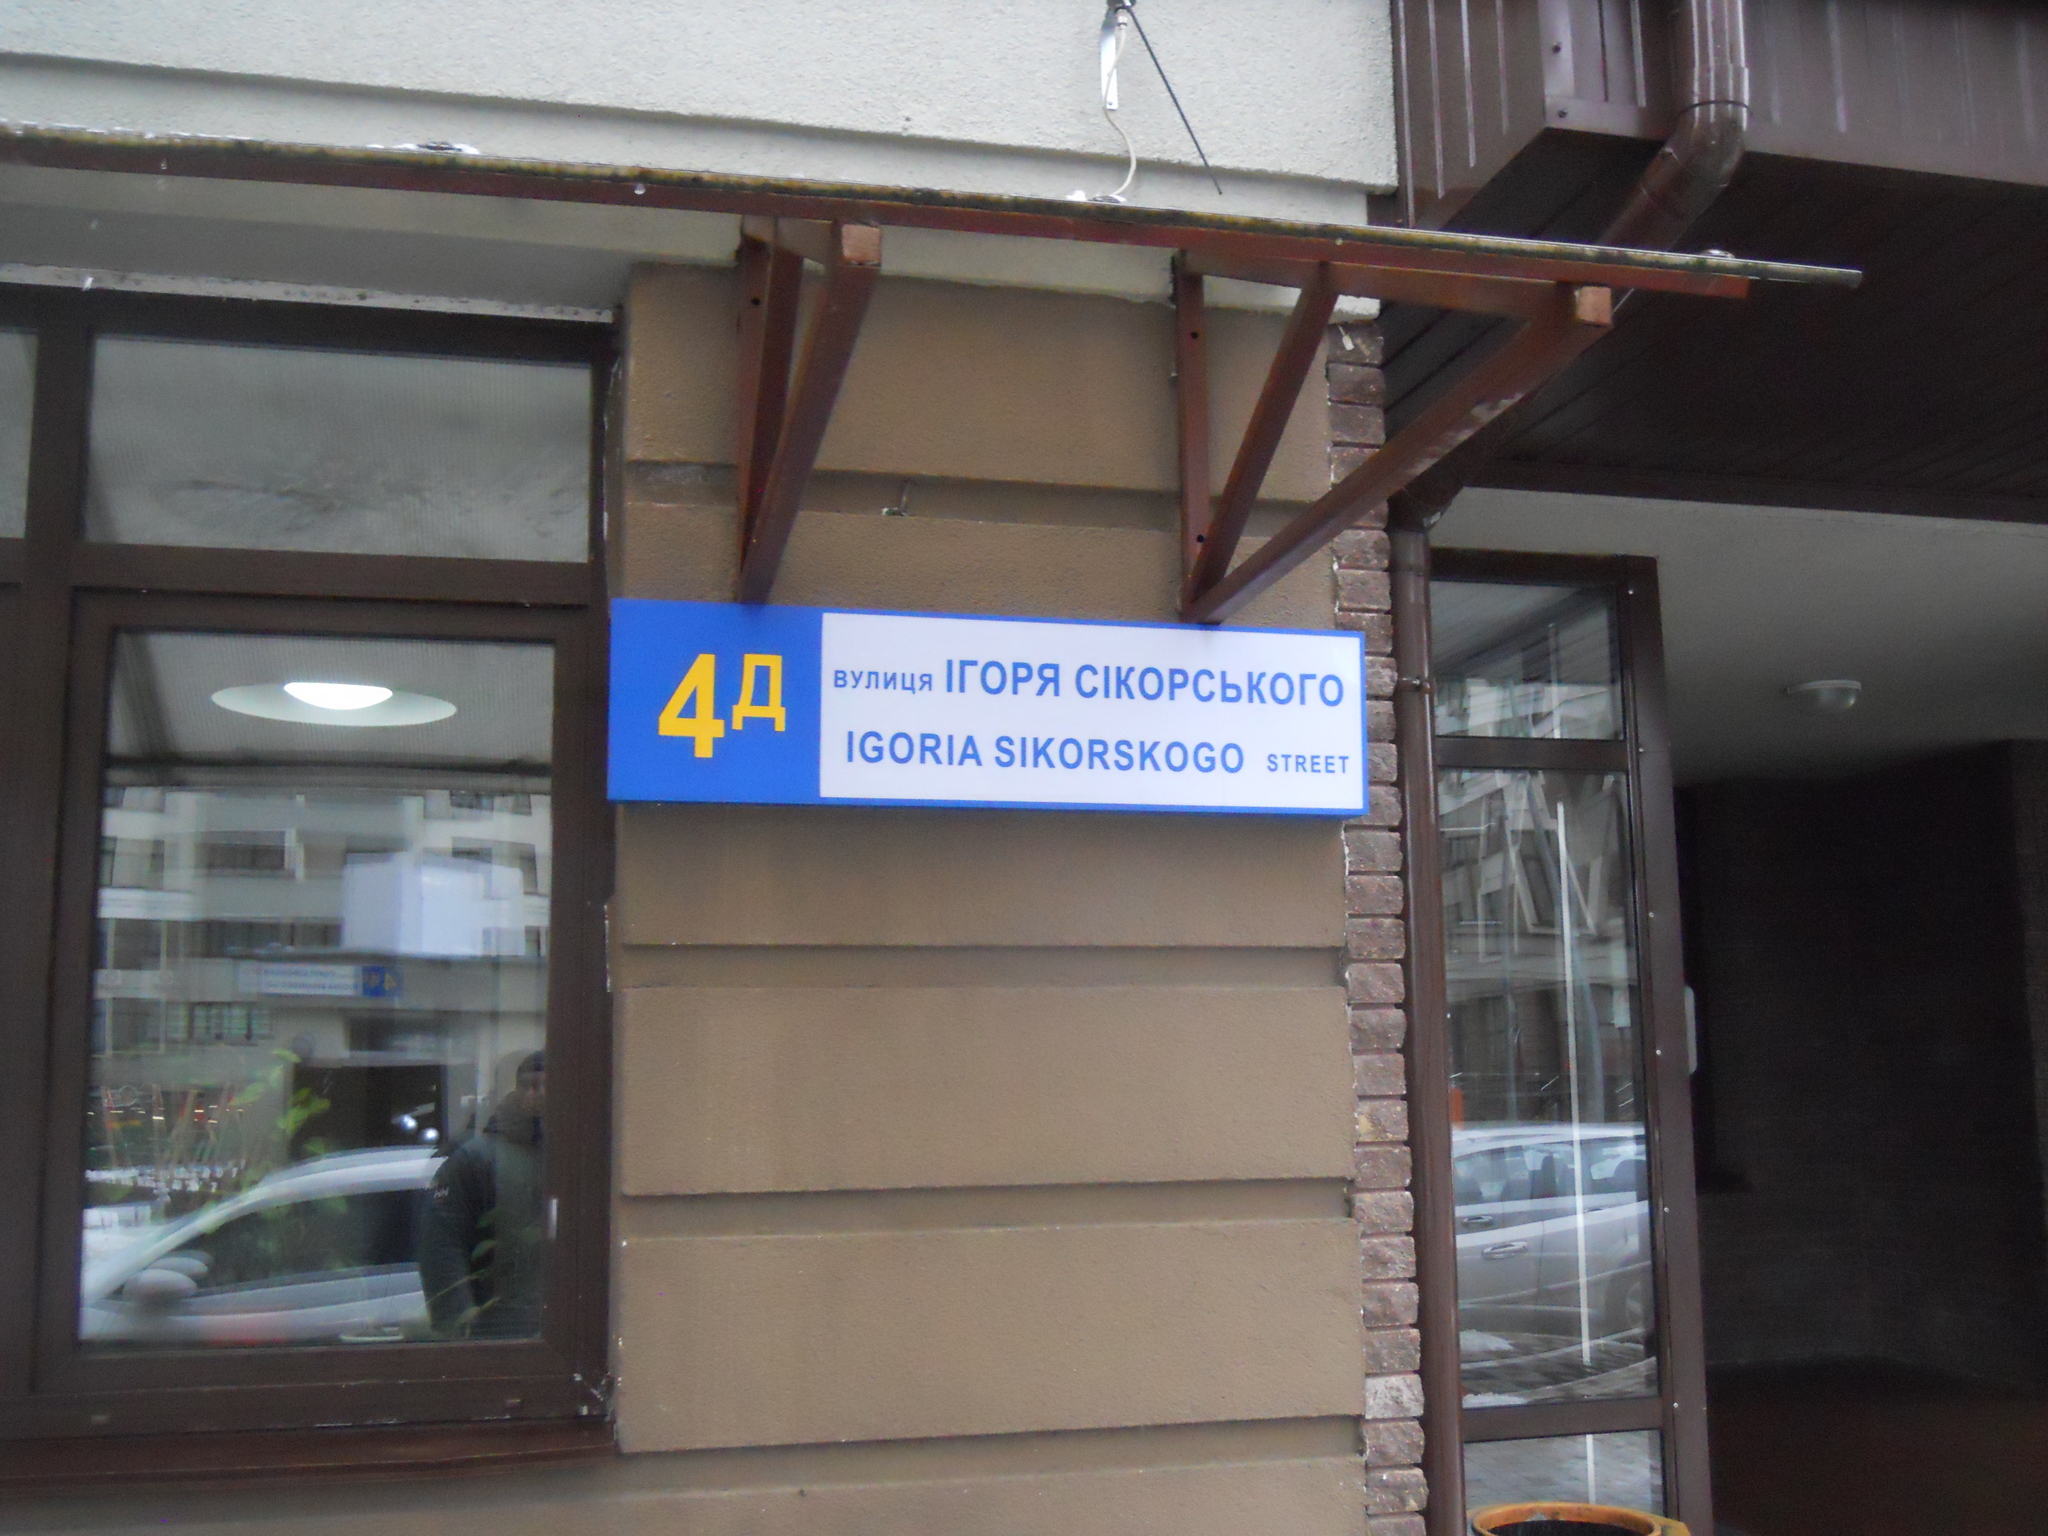 4Д
вулиця ІГОРЯ СІКОРСЬКОГО
IGORIA SIKORSKOGO STREET